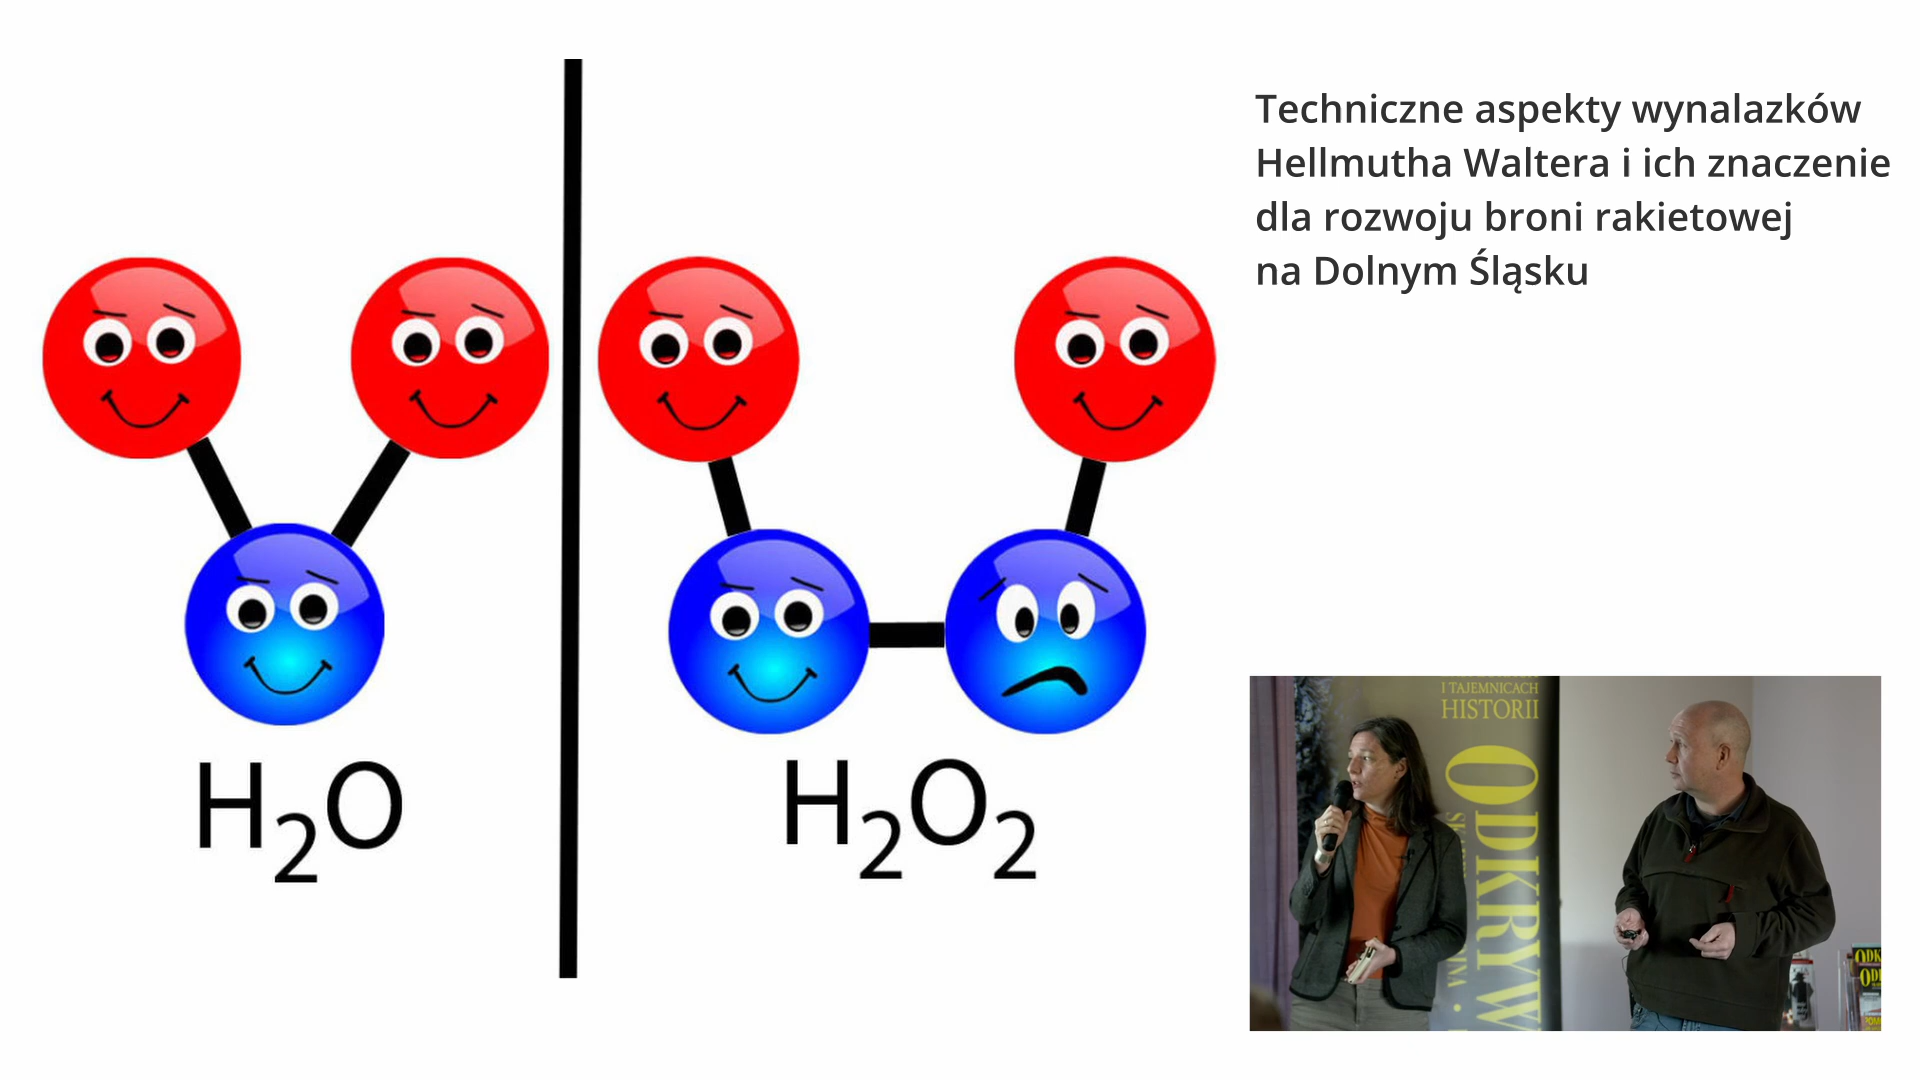 Techniczne aspekty wynalazków
Hellmutha Waltera i ich znaczenie
dla rozwoju broni rakietowej
na Dolnym Śląsku
H₂O
H₂O₂
I TAJEMNICACH
HISTORII
ODKRYW